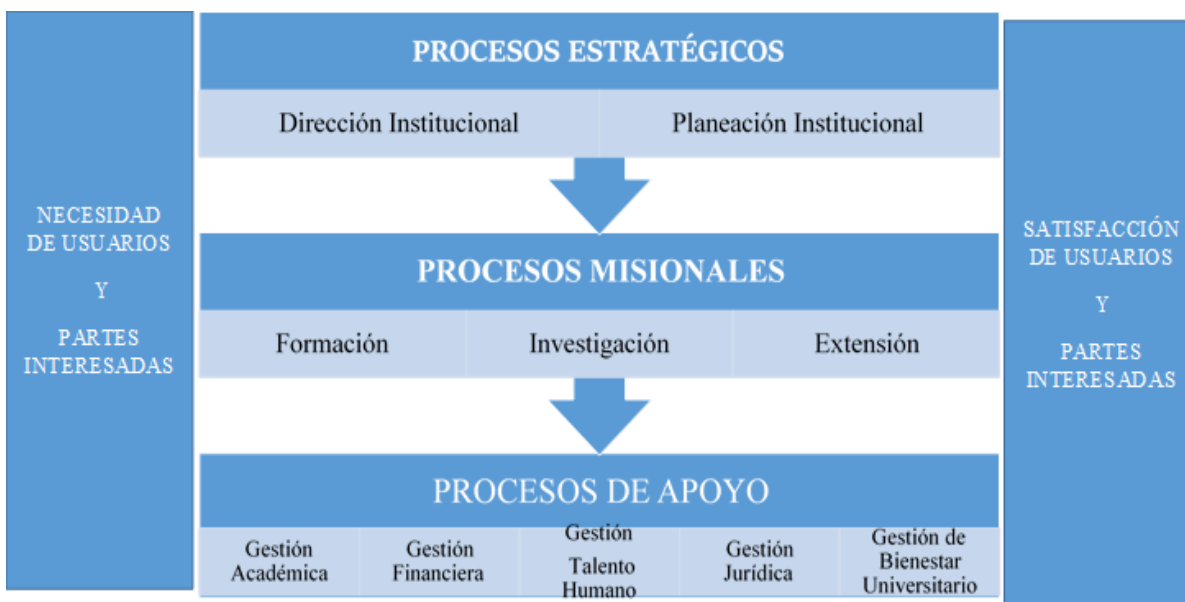 NECESIDAD
DE USUARIOS
Y
PARTES
INTERESADAS
PROCESOS ESTRATÉGICOS
Dirección Institucional
Planeación Institucional
PROCESOS MISIONALES
Formación
Investigación
Extensión
PROCESOS DE APOYO
Gestión
Académica
Gestión
Financiera
Gestión
Talento
Humano
Gestión
Jurídica
Gestión de
Bienestar
Universitario
SATISFACCIÓN
DE USUARIOS
Y
PARTES
INTERESADAS